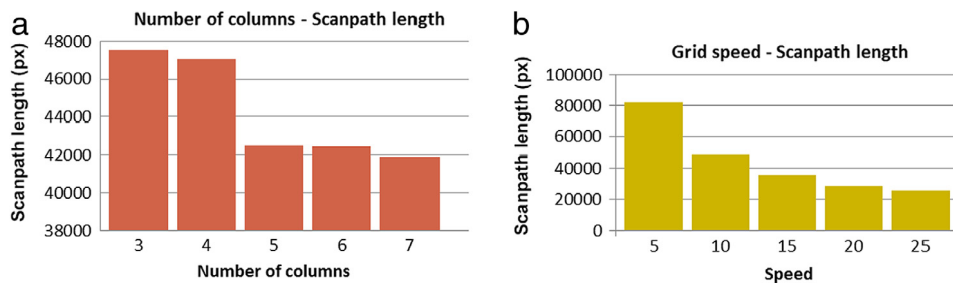 a
Number of columns - Scanpath length
Scanpath length (px)
48000
46000
44000
42000
40000
38000
3 4 5 6 7
Number of columns
b
Grid speed - Scanpath length
Scanpath length (px)
100000
80000
60000
40000
20000
0
5 10 15 20 25
Speed